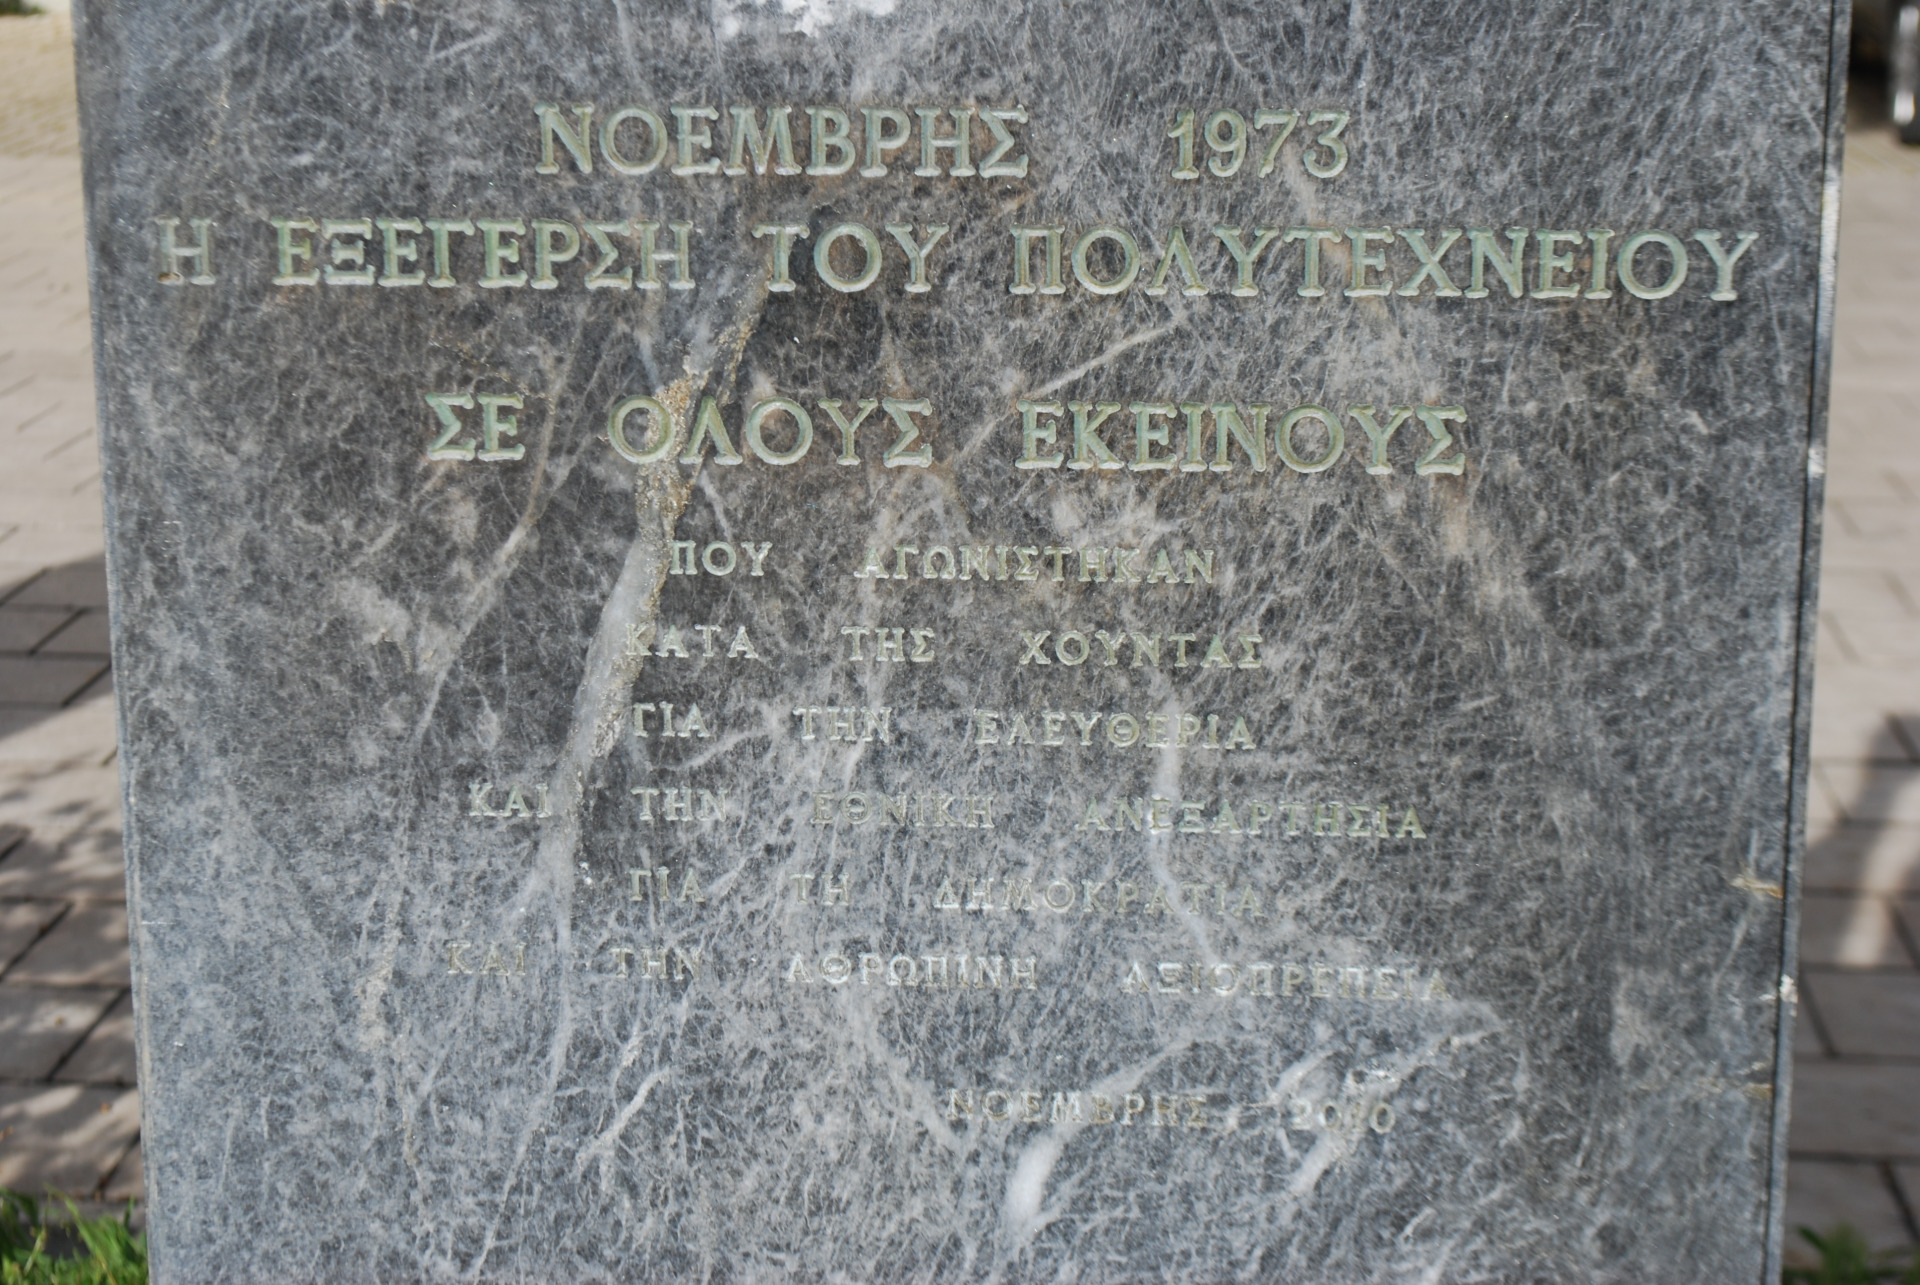 ΝΟΕΜΒΡΗΣ 1973
Η ΕΞΕΓΕΡΣΗ ΤΟΥ ΠΟΛΥΤΕΧΝΕΙΟΥ
ΣΕ ΟΛΟΥΣ ΕΚΕΙΝΟΥΣ
ΠΟΥ ΑΓΩΝΙΣΤΗΚΑΝ
ΚΑΤΑ ΤΗΣ ΧΟΥΝΤΑΣ
ΓΙΑ ΤΗΝ ΕΛΕΥΘΕΡΙΑ
ΚΑΙ ΤΗΝ ΕΘΝΙΚΗ ΑΝΕΞΑΡΤΗΣΙΑ
ΓΙΑ ΤΗ ΔΗΜΟΚΡΑΤΙΑ
ΚΑΙ ΤΗΝ ΑΘΡΩΠΙΝΗ ΑΞΙΟΠΡΕΠΕΙΑ
ΝΟΕΜΒΡΗΣ